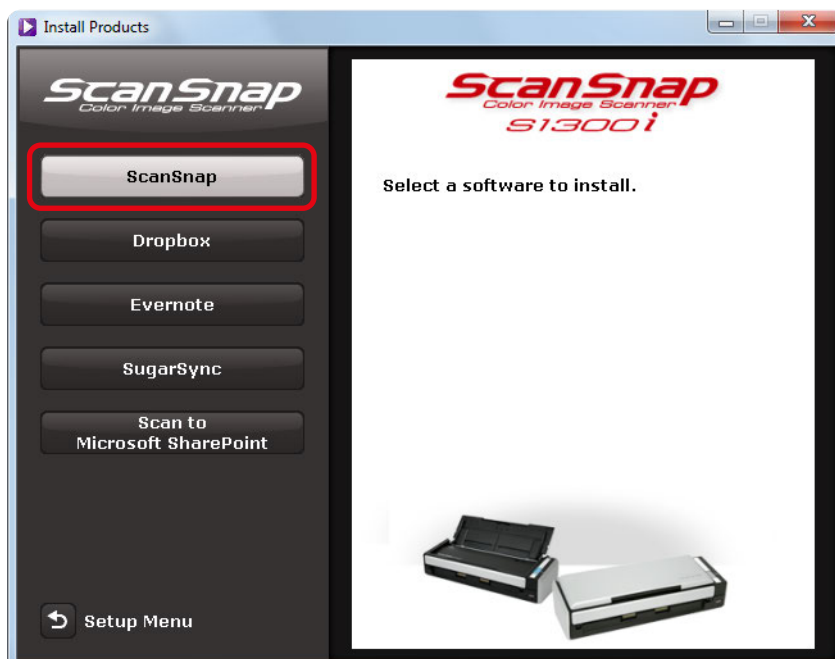 Install Products
ScanSnap
Color Image Scanner
ScanSnap
Dropbox
Evernote
SugarSync
Scan to
Microsoft SharePoint
Setup Menu
ScanSnap
Color Image Scanner
S1300i
Select a software to install.